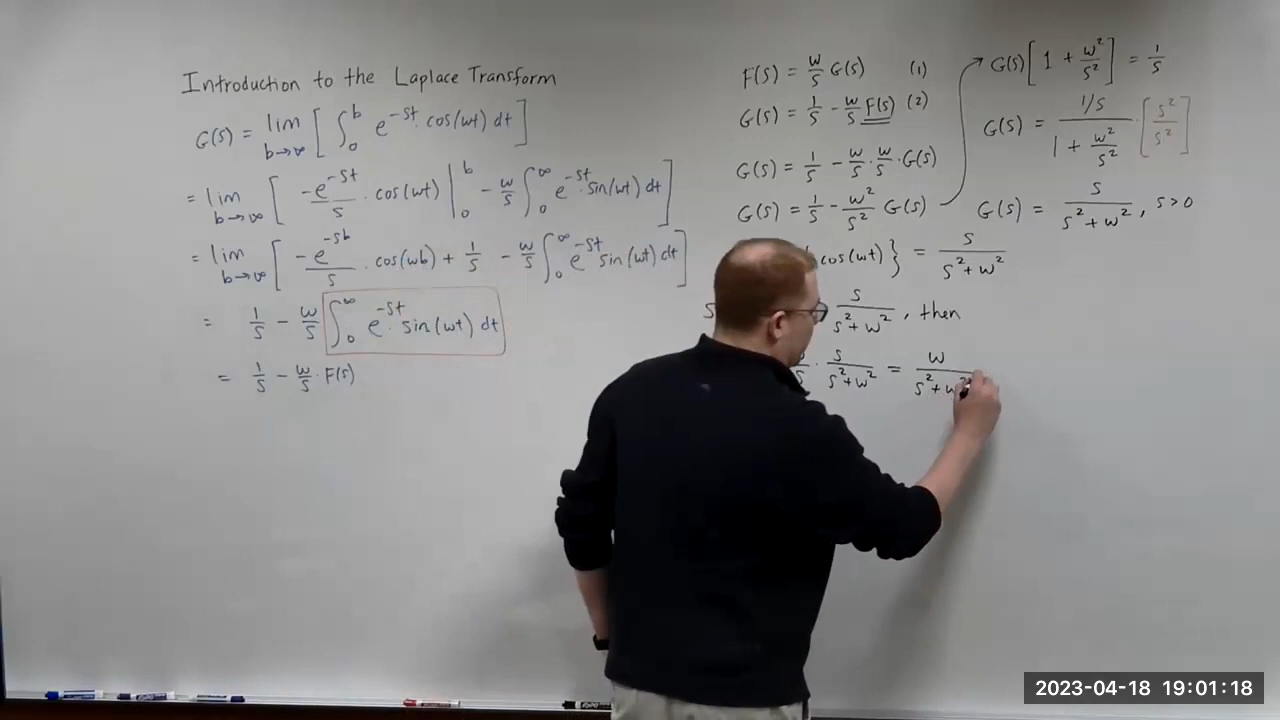 Introduction to the Laplace Transform
G(s) = lim b→∞ [ ∫₀ᵇ e^{-st} · cos(wt) dt ]
= lim b→∞ [ -e^{-st}/s · cos(wt) |₀ᵇ - w/s ∫₀^∞ e^{-st} · sin(wt) dt ]
= lim b→∞ [ -e^{-sb}/s · cos(wb) + 1/s - w/s ∫₀^∞ e^{-st} · sin(wt) dt ]
= 1/s - w/s ∫₀^∞ e^{-st} · sin(wt) dt
= 1/s - w/s · F(s)
F(s) = w/s G(s) (1)
G(s) = 1/s - w/s F(s) (2)
G(s) = 1/s - w/s · w/s · G(s)
G(s) = 1/s - w²/s² G(s)
G(s) [ 1 + w²/s² ] = 1/s
G(s) = (1/s)/(1 + w²/s²) · [ s²/s² ]
G(s) = s/(s² + w²), s > 0
cos(wt) } = s/(s² + w²)
s/(s² + w²), then
· s/(s² + w²) = w/(s² + w²
2023-04-18 19:01:18